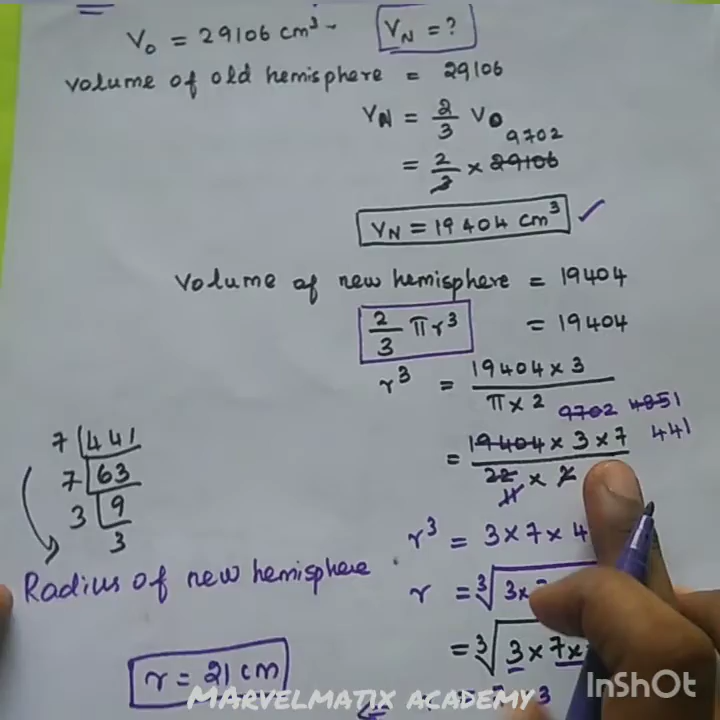 V₀ = 29106 cm³ - V_N = ?
Volume of old hemisphere = 29106
V_N = 2/3 V₀
9702
= 2/3 × 29106
V_N = 19404 cm³ ✓
Volume of new hemisphere = 19404
2/3 πr³ = 19404
r³ = 19404 × 3 / π × 2
9702 4851
= 19404 × 3 × 7 / 22 × 2 441
11
7 | 441
7 | 63
3 | 9
3
r³ = 3 × 7 × 4
Radius of new hemisphere
r = ∛3×
= ∛3 × 7 ×
r = 21 cm
MARVELMATIX ACADEMY
InShOt